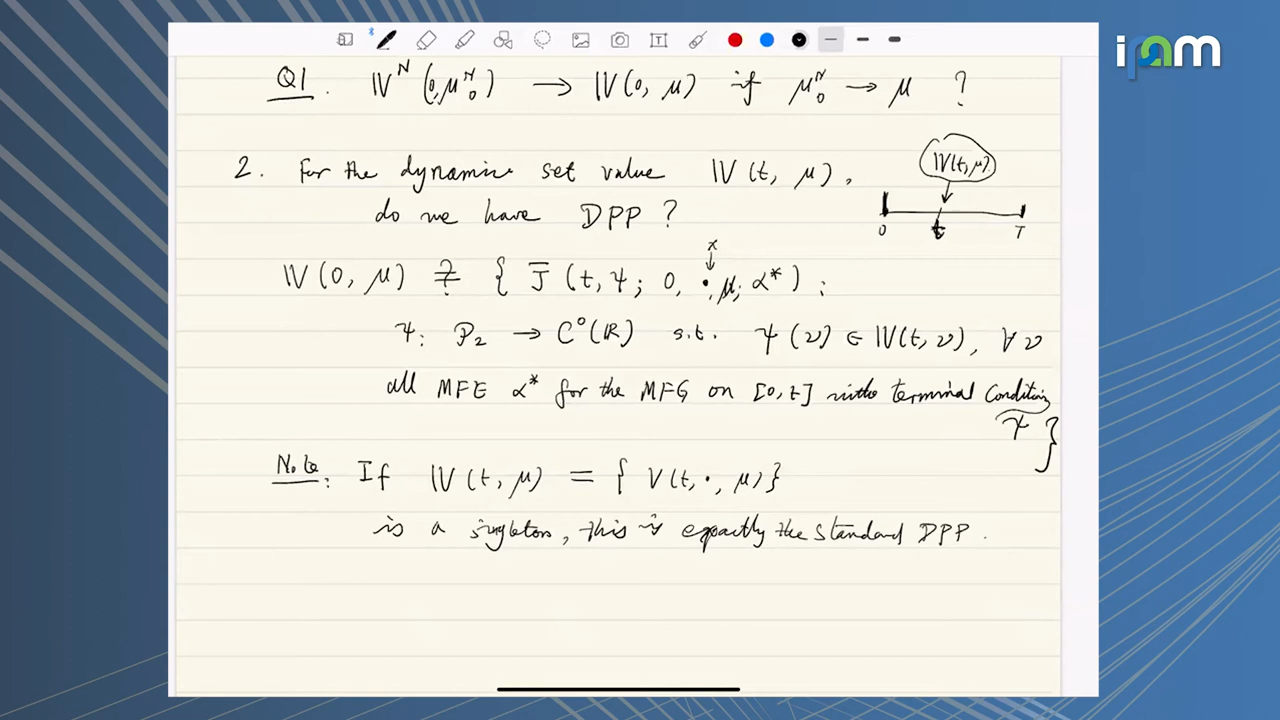 ipam
Q1. 𝕍^N(0, μ_0^N) → 𝕍(0, μ) if μ_0^N → μ ?
2. For the dynamic set value 𝕍(t, μ),
do we have DPP ?
𝕍(t, μ)
0 t T
x
𝕍(0, μ) ≟ { J(t, ψ; 0, •, μ; α*) :
ψ: P_2 → C^0(ℝ) s.t. ψ(ν) ∈ 𝕍(t, ν), ∀ν
all MFE α* for the MFG on [0, t] with terminal condition
ψ }
Note: If 𝕍(t, μ) = { V(t, •, μ)}
is a singleton, this is exactly the standard DPP.